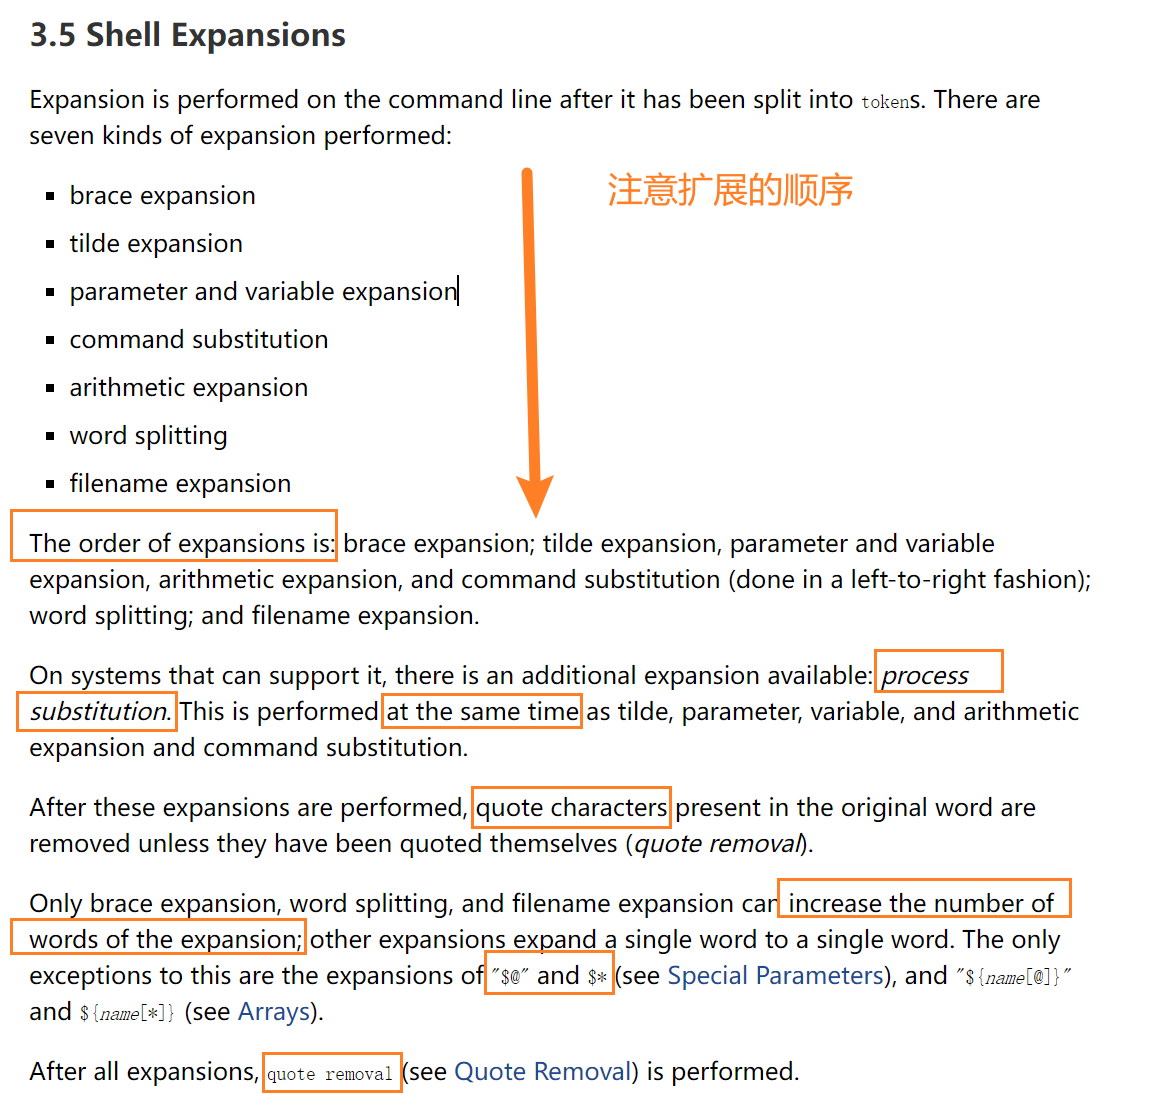 3.5 Shell Expansions
Expansion is performed on the command line after it has been split into tokens. There are
seven kinds of expansion performed:
注意扩展的顺序
▪ brace expansion
▪ tilde expansion
▪ parameter and variable expansion
▪ command substitution
▪ arithmetic expansion
▪ word splitting
▪ filename expansion
The order of expansions is: brace expansion; tilde expansion, parameter and variable
expansion, arithmetic expansion, and command substitution (done in a left-to-right fashion);
word splitting; and filename expansion.
On systems that can support it, there is an additional expansion available: process
substitution. This is performed at the same time as tilde, parameter, variable, and arithmetic
expansion and command substitution.
After these expansions are performed, quote characters present in the original word are
removed unless they have been quoted themselves (quote removal).
Only brace expansion, word splitting, and filename expansion can increase the number of
words of the expansion; other expansions expand a single word to a single word. The only
exceptions to this are the expansions of "$@" and $* (see Special Parameters), and "${name[@]}"
and ${name[*]} (see Arrays).
After all expansions, quote removal (see Quote Removal) is performed.